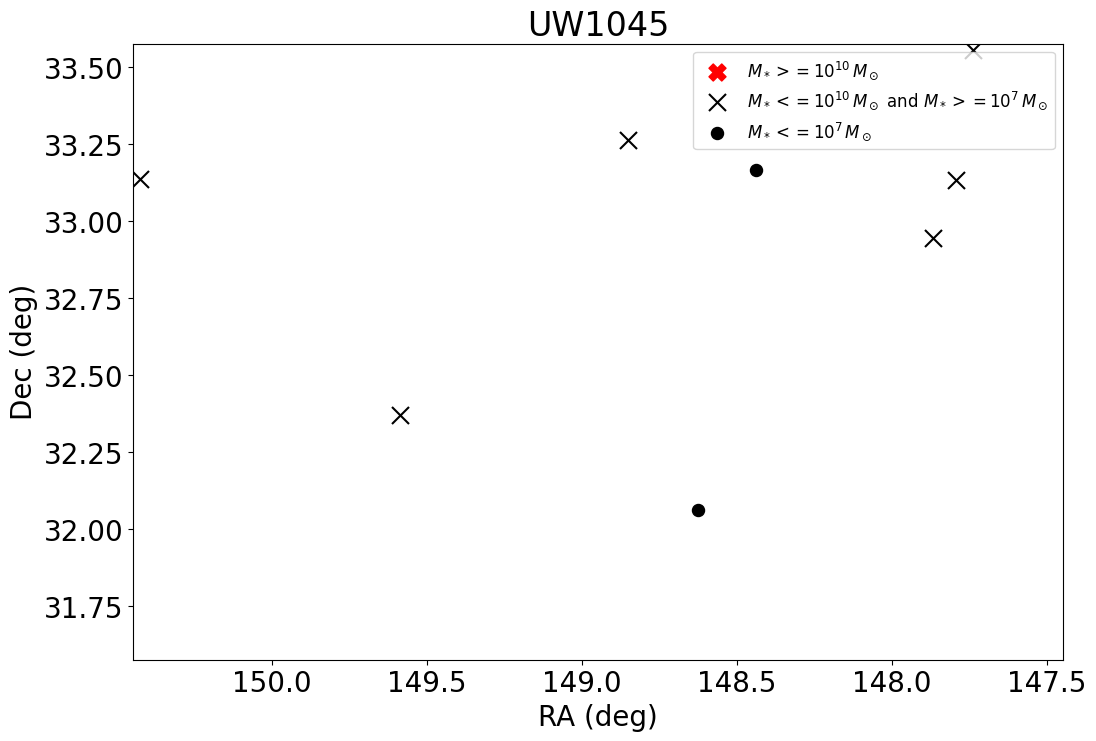 UW1045
M* >= 10^10 M⊙
M* <= 10^10 M⊙ and M* >= 10^7 M⊙
M* <= 10^7 M⊙
33.50
33.25
33.00
32.75
32.50
32.25
32.00
31.75
Dec (deg)
150.0 149.5 149.0 148.5 148.0 147.5
RA (deg)